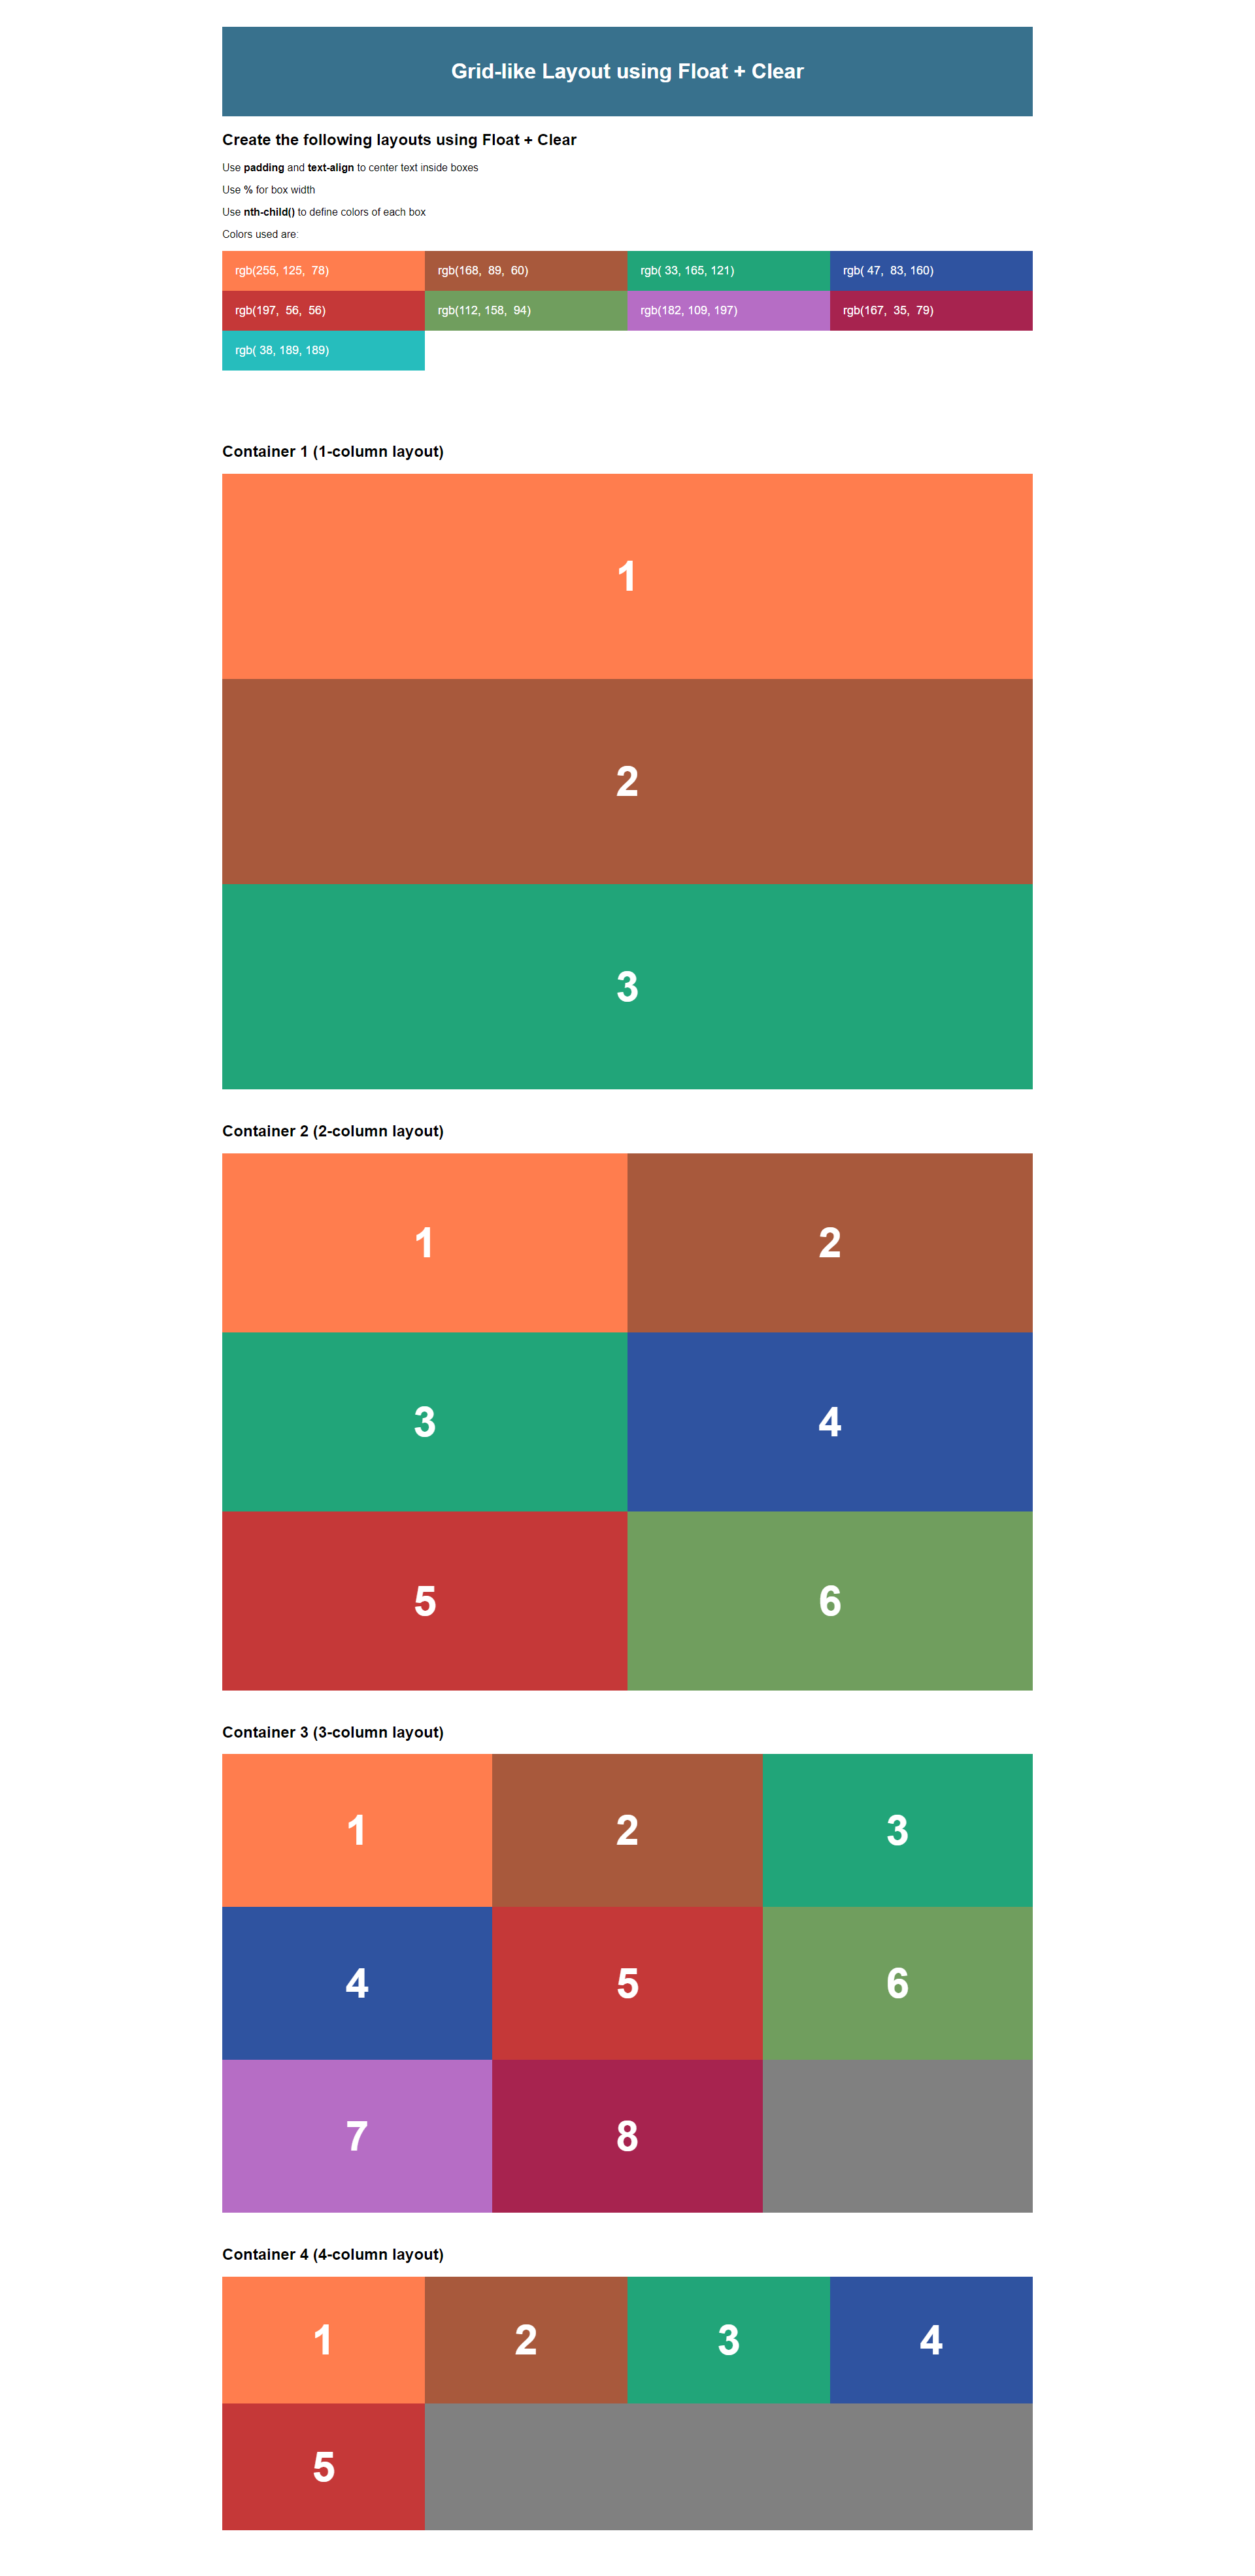 Grid-like Layout using Float + Clear
Create the following layouts using Float + Clear
Use padding and text-align to center text inside boxes
Use % for box width
Use nth-child() to define colors of each box
Colors used are:
rgb(255, 125,  78)
rgb(168,  89,  60)
rgb( 33, 165, 121)
rgb( 47,  83, 160)
rgb(197,  56,  56)
rgb(112, 158,  94)
rgb(182, 109, 197)
rgb(167,  35,  79)
rgb( 38, 189, 189)
Container 1 (1-column layout)
1
2
3
Container 2 (2-column layout)
1
2
3
4
5
6
Container 3 (3-column layout)
1
2
3
4
5
6
7
8
Container 4 (4-column layout)
1
2
3
4
5